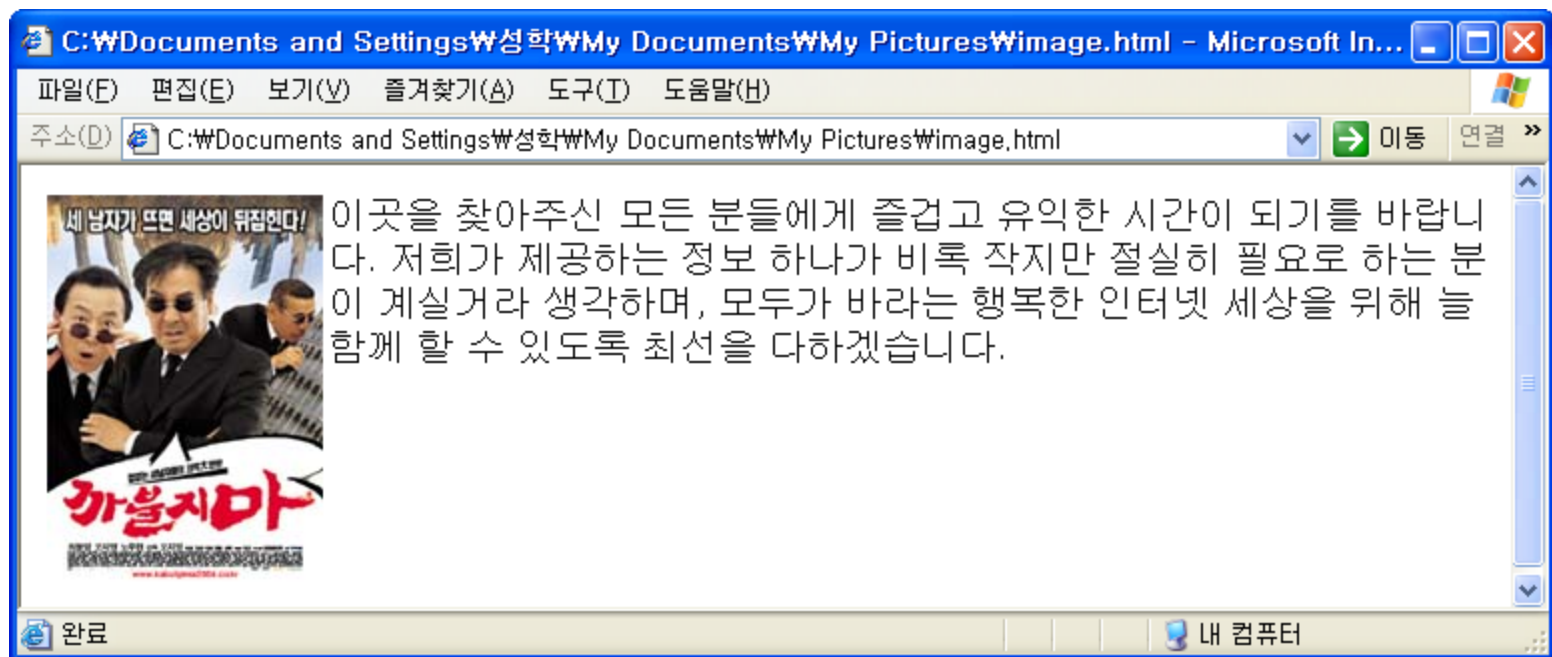 C:₩Documents and Settings₩성학₩My Documents₩My Pictures₩image.html - Microsoft In...
파일(F) 편집(E) 보기(V) 즐겨찾기(A) 도구(T) 도움말(H)
주소(D) C:₩Documents and Settings₩성학₩My Documents₩My Pictures₩image.html 이동 연결 »
세 남자가 뜨면 세상이 뒤집힌다!
까불지마
이곳을 찾아주신 모든 분들에게 즐겁고 유익한 시간이 되기를 바랍니
다. 저희가 제공하는 정보 하나가 비록 작지만 절실히 필요로 하는 분
이 계실거라 생각하며, 모두가 바라는 행복한 인터넷 세상을 위해 늘
함께 할 수 있도록 최선을 다하겠습니다.
완료 내 컴퓨터